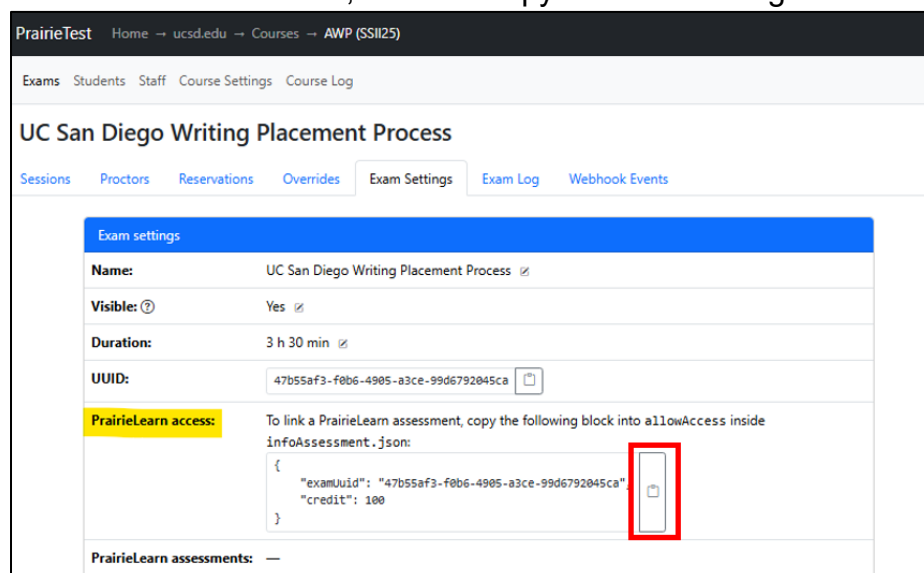 , copy
PrairieTest Home → ucsd.edu → Courses → AWP (SSII25)
Exams Students Staff Course Settings Course Log
UC San Diego Writing Placement Process
Sessions Proctors Reservations Overrides Exam Settings Exam Log Webhook Events
Exam settings
Name: UC San Diego Writing Placement Process
Visible: Yes
Duration: 3 h 30 min
UUID: 47b55af3-f0b6-4905-a3ce-99d6792045ca
PrairieLearn access: To link a PrairieLearn assessment, copy the following block into allowAccess inside
infoAssessment.json:
{
"examUuid": "47b55af3-f0b6-4905-a3ce-99d6792045ca",
"credit": 100
}
PrairieLearn assessments: —